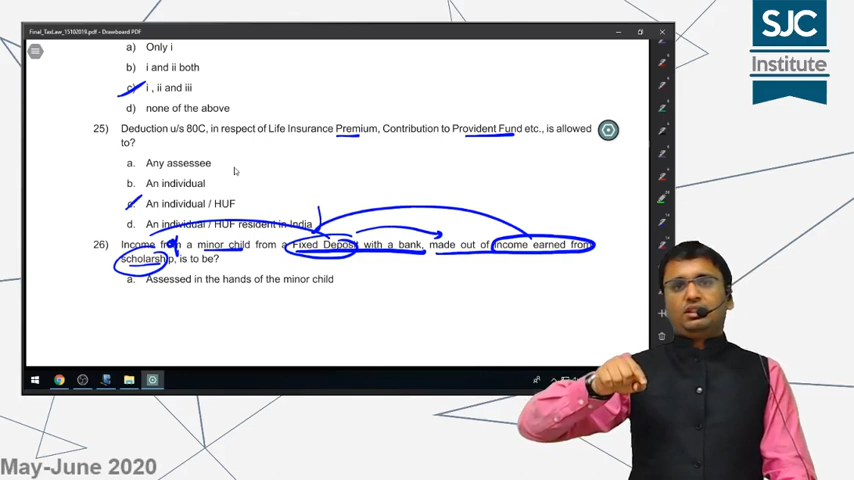 Final_TaxLaw_15102019.pdf - Drawboard PDF
SJC
Institute
a) Only i
b) i and ii both
c) i , ii and iii
d) none of the above
25) Deduction u/s 80C, in respect of Life Insurance Premium, Contribution to Provident Fund etc., is allowed
to?
a. Any assessee
b. An individual
c. An individual / HUF
d. An individual / HUF resident in India
26) Income from a minor child from a Fixed Deposit with a bank, made out of income earned from
scholarship, is to be?
a. Assessed in the hands of the minor child
May-June 2020